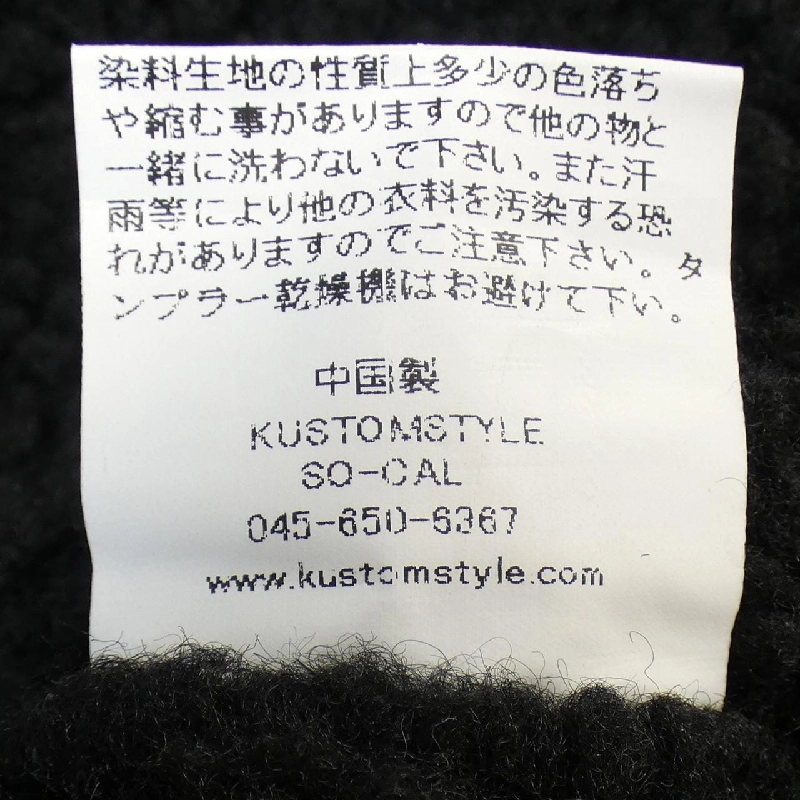 染料生地の性質上多少の色落ち
や縮む事がありますので他の物と
一緒に洗わないで下さい。また汗
雨等により他の衣料を汚染する恐
れがありますのでご注意下さい。タ
ンプラー乾燥機はお避けて下い。
中国製
KUSTOMSTYLE
SO-CAL
045-650-6367
www.kustomstyle.com